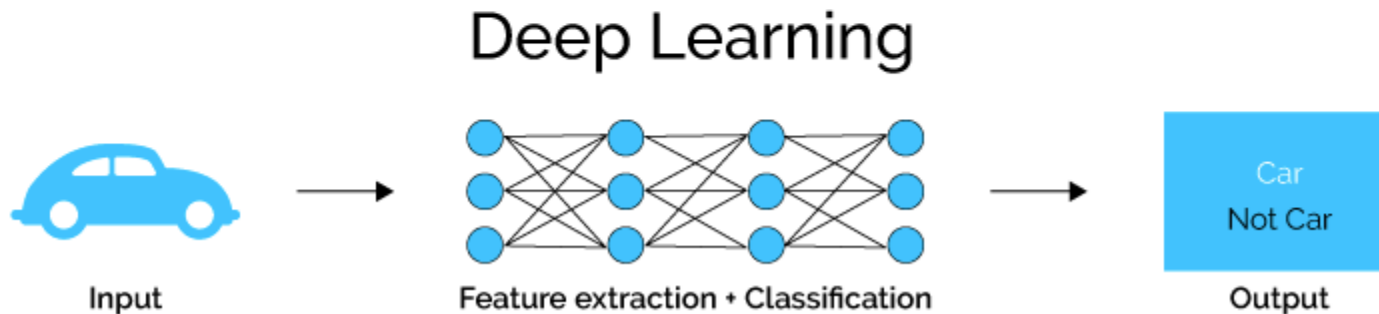 Deep Learning
Car
Not Car
Input
Feature extraction + Classification
Output